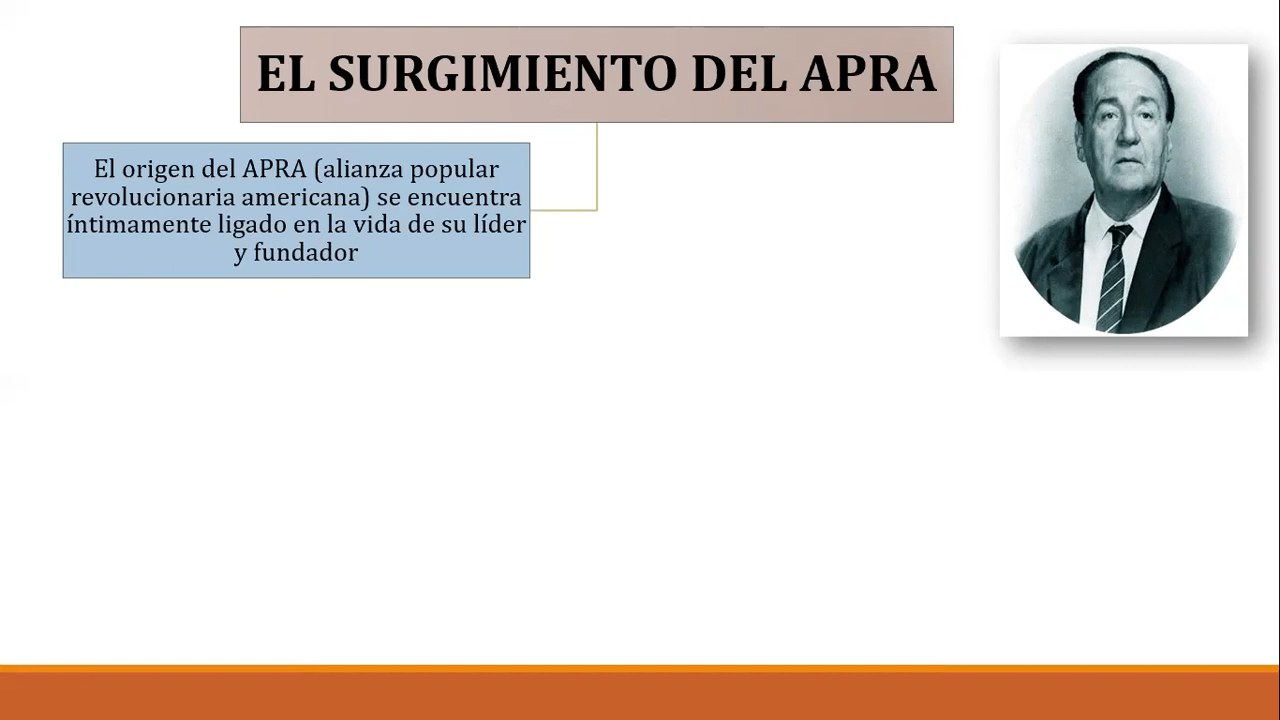 EL SURGIMIENTO DEL APRA
El origen del APRA (alianza popular
revolucionaria americana) se encuentra
íntimamente ligado en la vida de su líder
y fundador